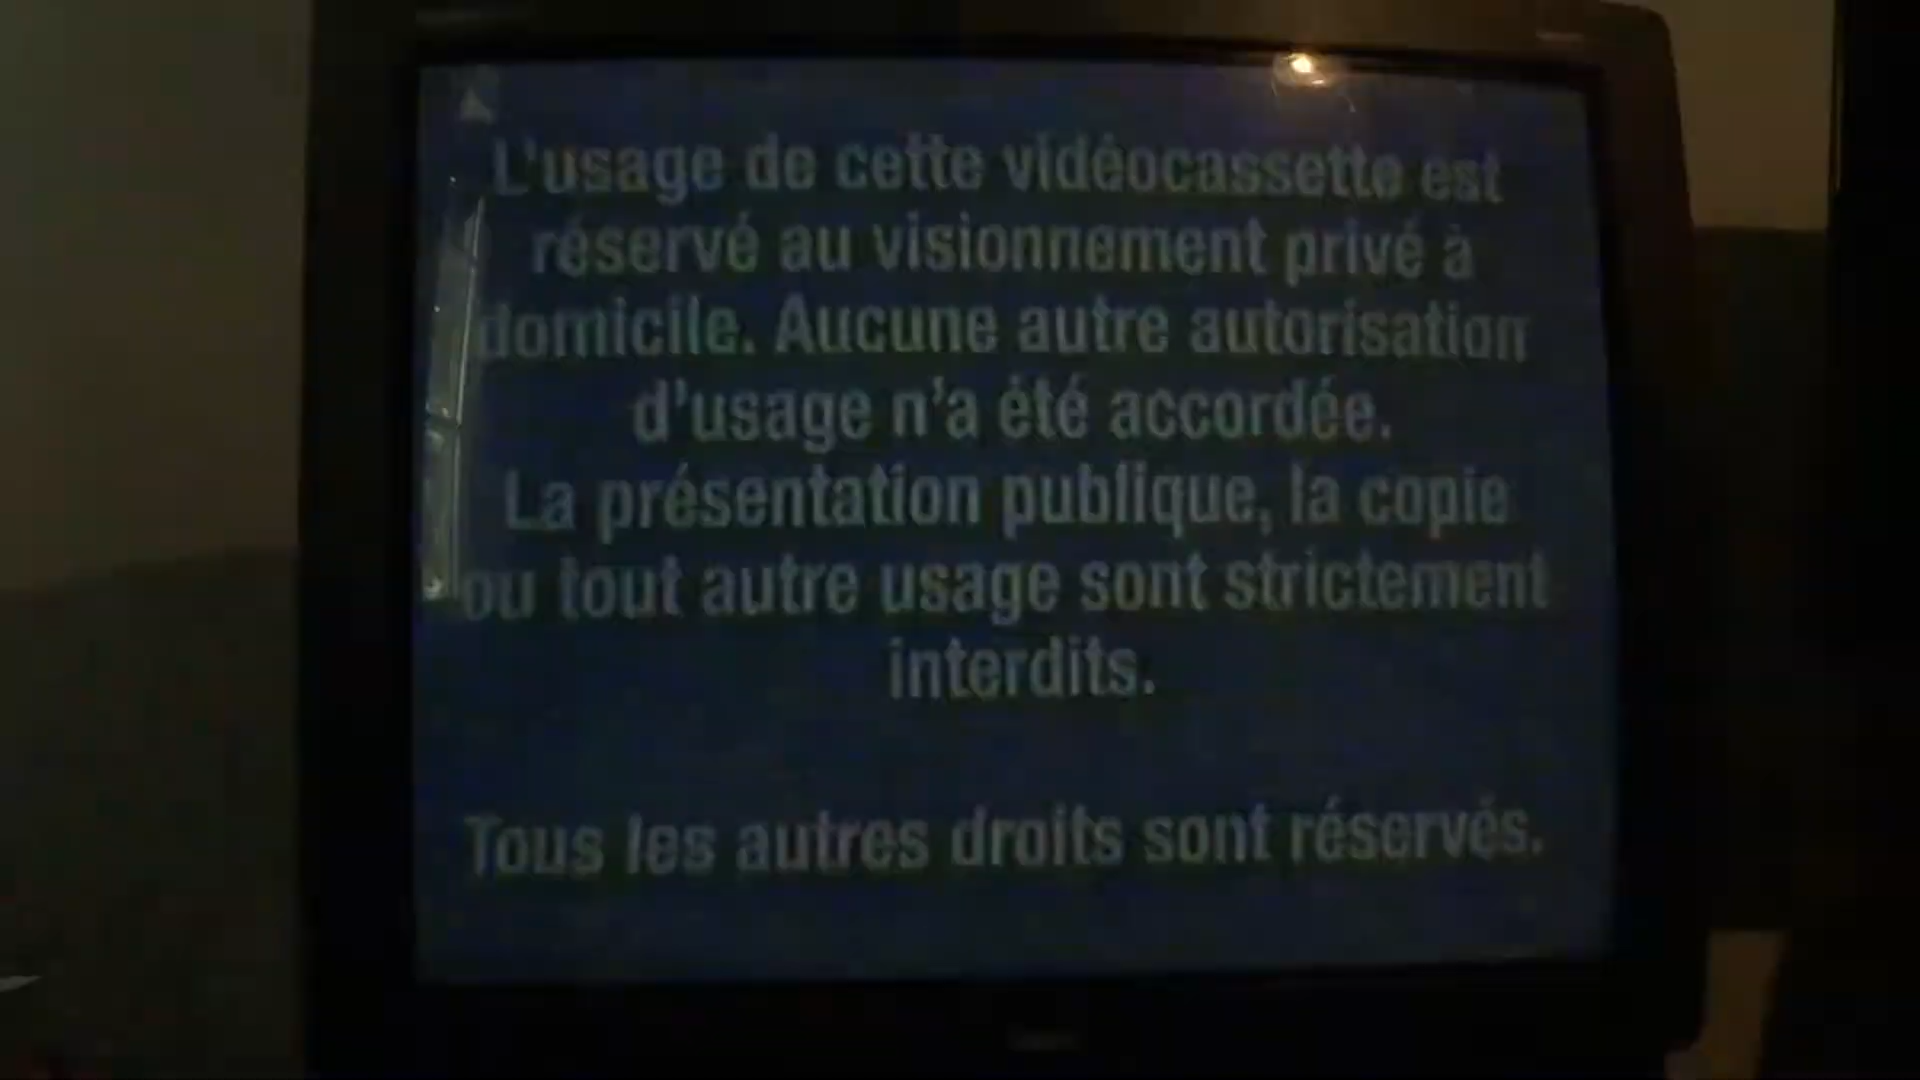 L'usage de cette vidéocassette est
réservé au visionnement privé à
domicile. Aucune autre autorisation
d'usage n'a été accordée.
La présentation publique, la copie
ou tout autre usage sont strictement
interdits.
Tous les autres droits sont réservés.